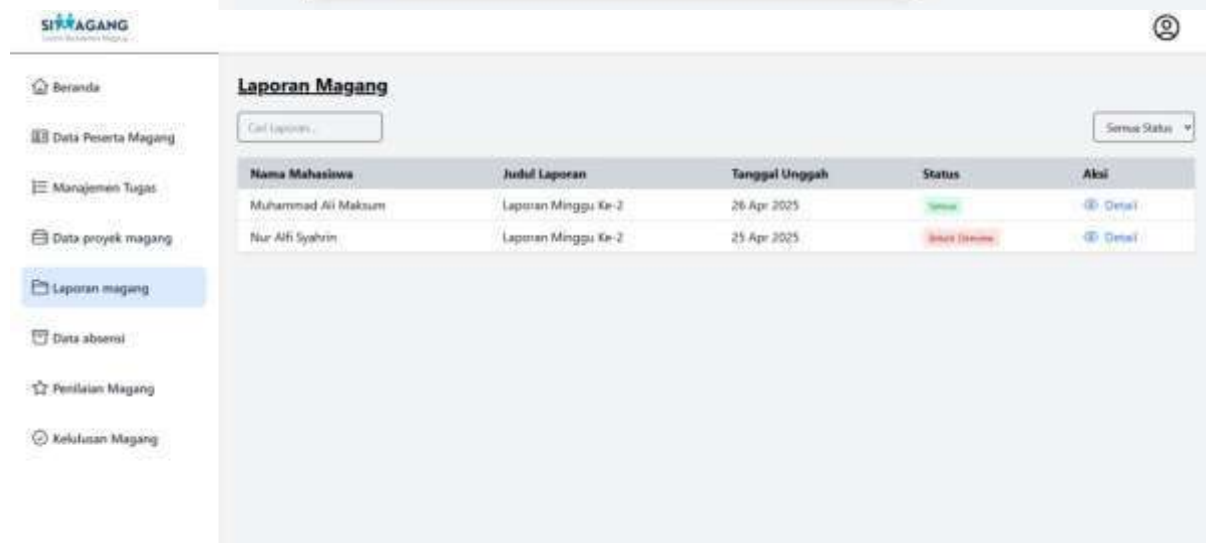 SIMAGANG
Beranda
Data Peserta Magang
Manajemen Tugas
Data proyek magang
Laporan magang
Data absensi
Penilaian Magang
Kelulusan Magang
Laporan Magang
Cari Laporan...
Semua Status
Nama Mahasiswa Judul Laporan Tanggal Unggah Status Aksi
Muhammad Ali Maksum Laporan Minggu Ke-2 26 Apr 2025 Detail
Nur Alfi Syahrin Laporan Minggu Ke-2 25 Apr 2025 Detail